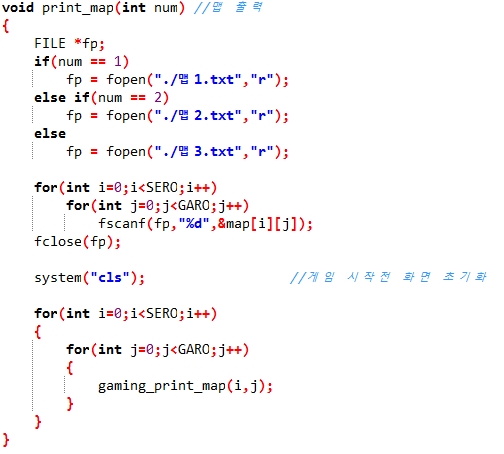 void print_map(int num) //맵 출력
{
    FILE *fp;
    if(num == 1)
        fp = fopen("./맵 1.txt","r");
    else if(num == 2)
        fp = fopen("./맵 2.txt","r");
    else
        fp = fopen("./맵 3.txt","r");

    for(int i=0;i<SERO;i++)
        for(int j=0;j<GARO;j++)
            fscanf(fp,"%d",&map[i][j]);
    fclose(fp);

    system("cls");                  //게임 시작전 화면 초기화

    for(int i=0;i<SERO;i++)
    {
        for(int j=0;j<GARO;j++)
        {
            gaming_print_map(i,j);
        }
    }
}